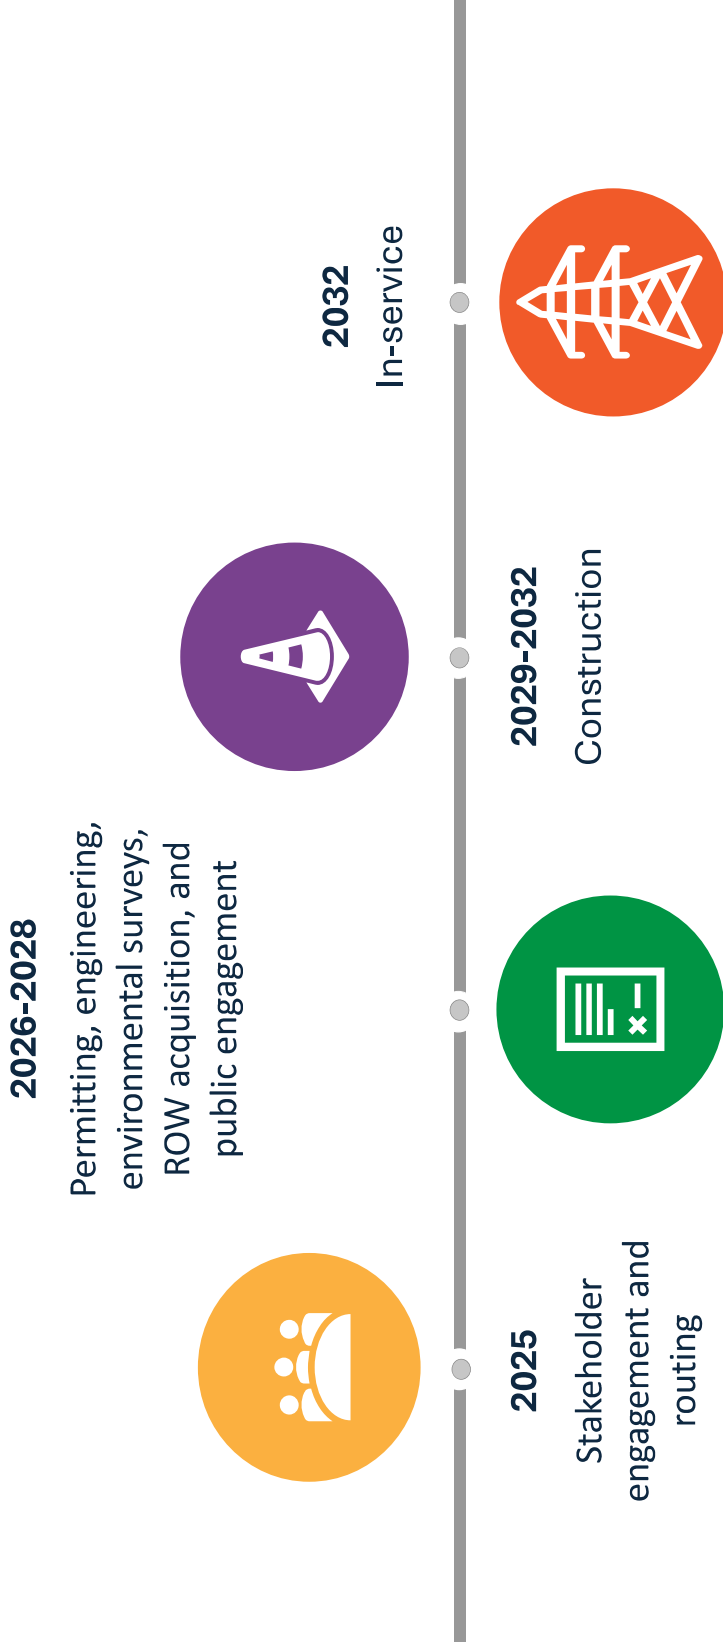 2025
Stakeholder
engagement and
routing
2026-2028
Permitting, engineering,
environmental surveys,
ROW acquisition, and
public engagement
2029-2032
Construction
2032
In-service